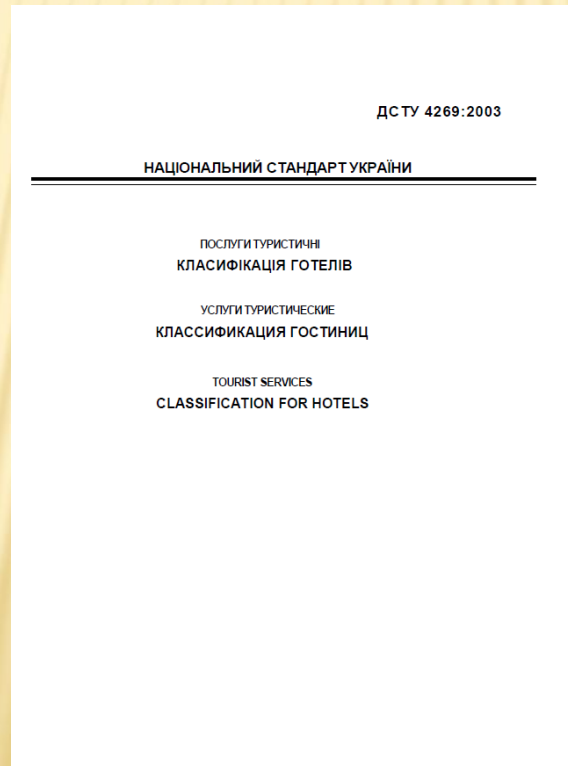 ДСТУ 4269:2003
НАЦІОНАЛЬНИЙ СТАНДАРТ УКРАЇНИ
ПОСЛУГИ ТУРИСТИЧНІ
КЛАСИФІКАЦІЯ ГОТЕЛІВ
УСЛУГИ ТУРИСТИЧЕСКИЕ
КЛАССИФИКАЦИЯ ГОСТИНИЦ
TOURIST SERVICES
CLASSIFICATION FOR HOTELS